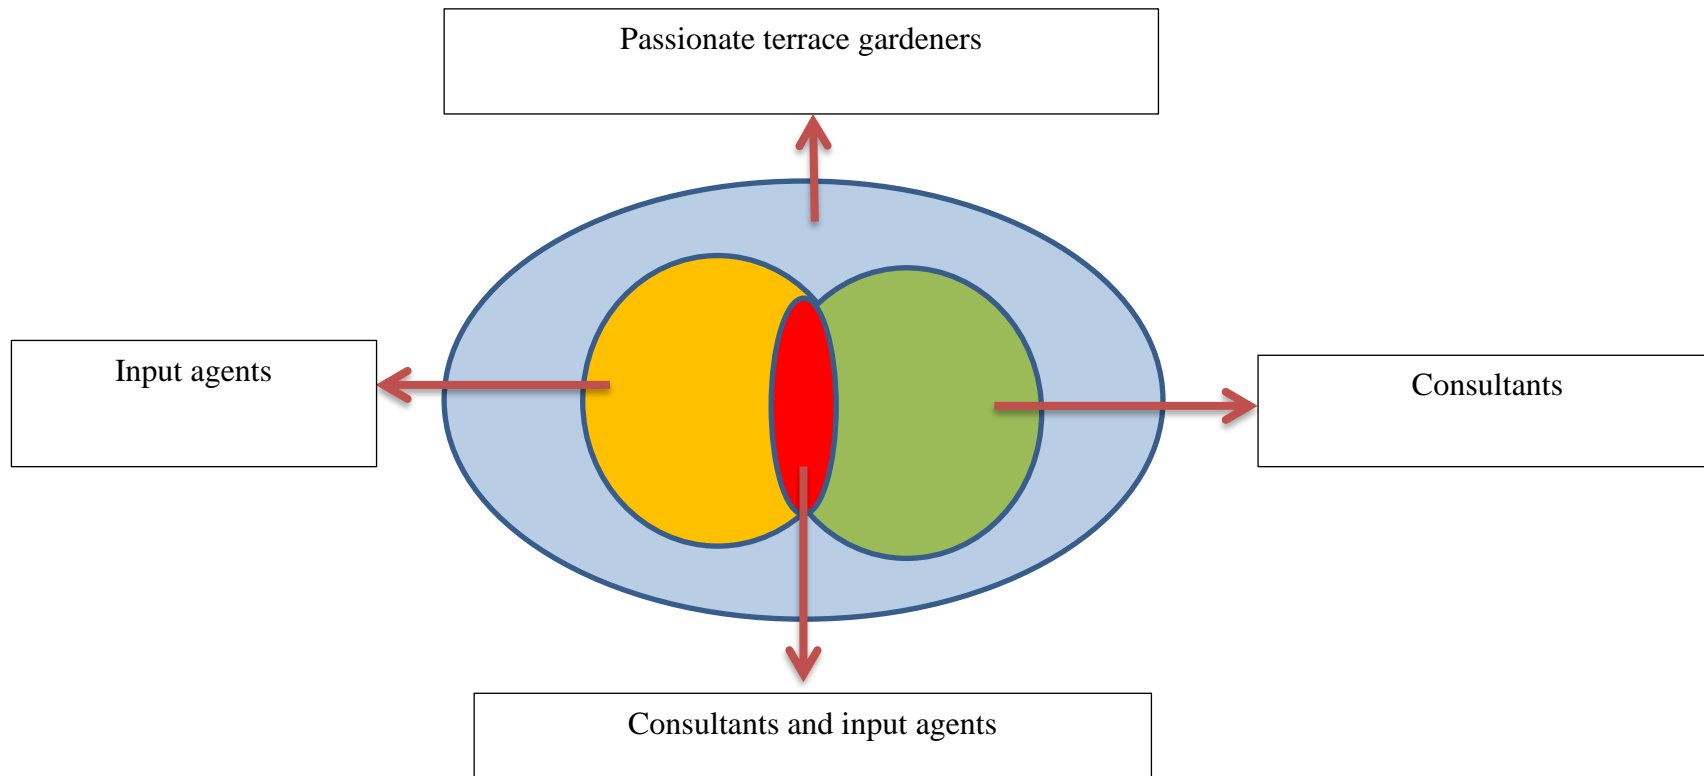 Passionate terrace gardeners
Input agents
Consultants
Consultants and input agents